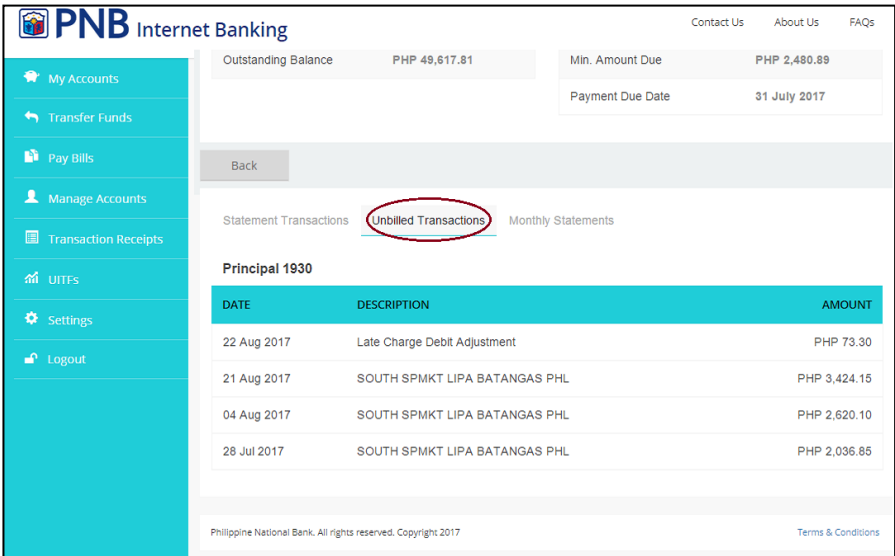 PNB Internet Banking
Contact Us About Us FAQs
My Accounts
Transfer Funds
Pay Bills
Manage Accounts
Transaction Receipts
UITFs
Settings
Logout
Outstanding Balance PHP 49,617.81 Min. Amount Due PHP 2,480.89
Payment Due Date 31 July 2017
Back
Statement Transactions Unbilled Transactions Monthly Statements
Principal 1930
DATE DESCRIPTION AMOUNT
22 Aug 2017 Late Charge Debit Adjustment PHP 73.30
21 Aug 2017 SOUTH SPMKT LIPA BATANGAS PHL PHP 3,424.15
04 Aug 2017 SOUTH SPMKT LIPA BATANGAS PHL PHP 2,620.10
28 Jul 2017 SOUTH SPMKT LIPA BATANGAS PHL PHP 2,036.85
Philippine National Bank. All rights reserved. Copyright 2017 Terms & Conditions